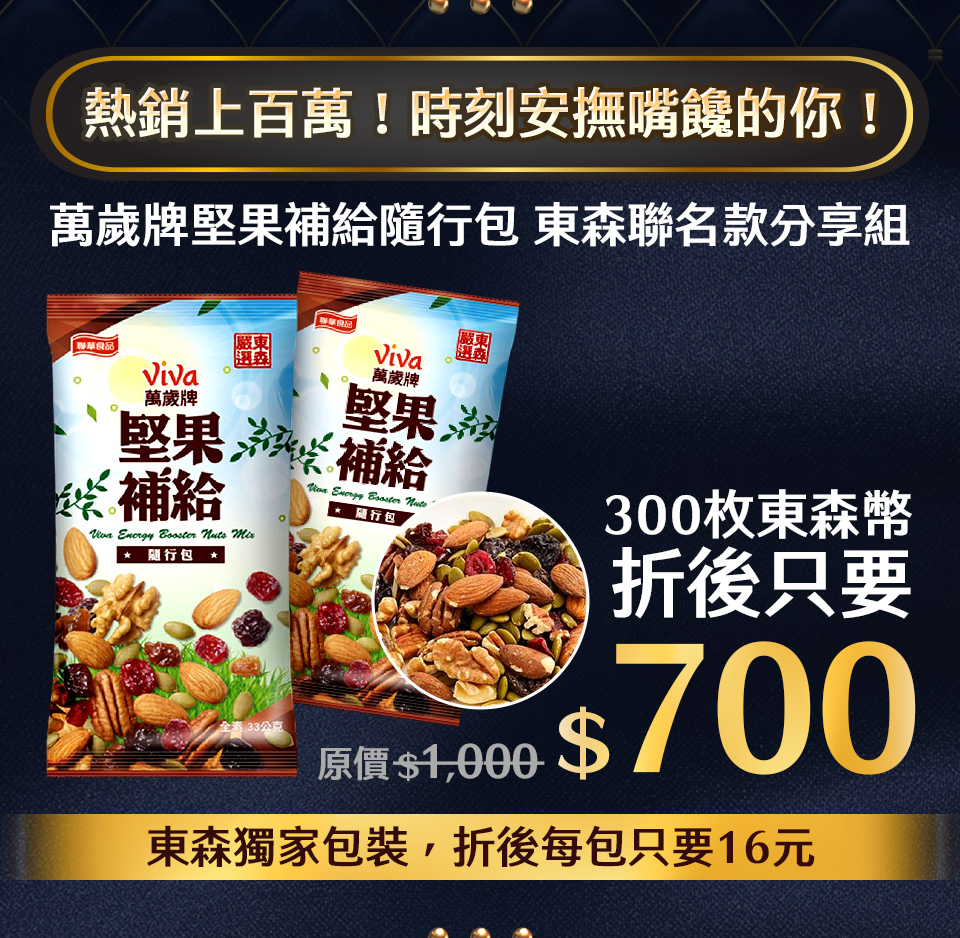 熱銷上百萬！時刻安撫嘴饞的你！
萬歲牌堅果補給隨行包 東森聯名款分享組
聯華食品
東森
嚴選
Viva
萬歲牌
堅果
補給
Viva Energy Booster Nuts Mix
★ 隨行包 ★
全素 33公克
聯華食品
東森
嚴選
Viva
萬歲牌
堅果
補給
Viva Energy Booster Nuts
★ 隨行包
300枚東森幣
折後只要
$700
原價 $1,000
東森獨家包裝，折後每包只要16元